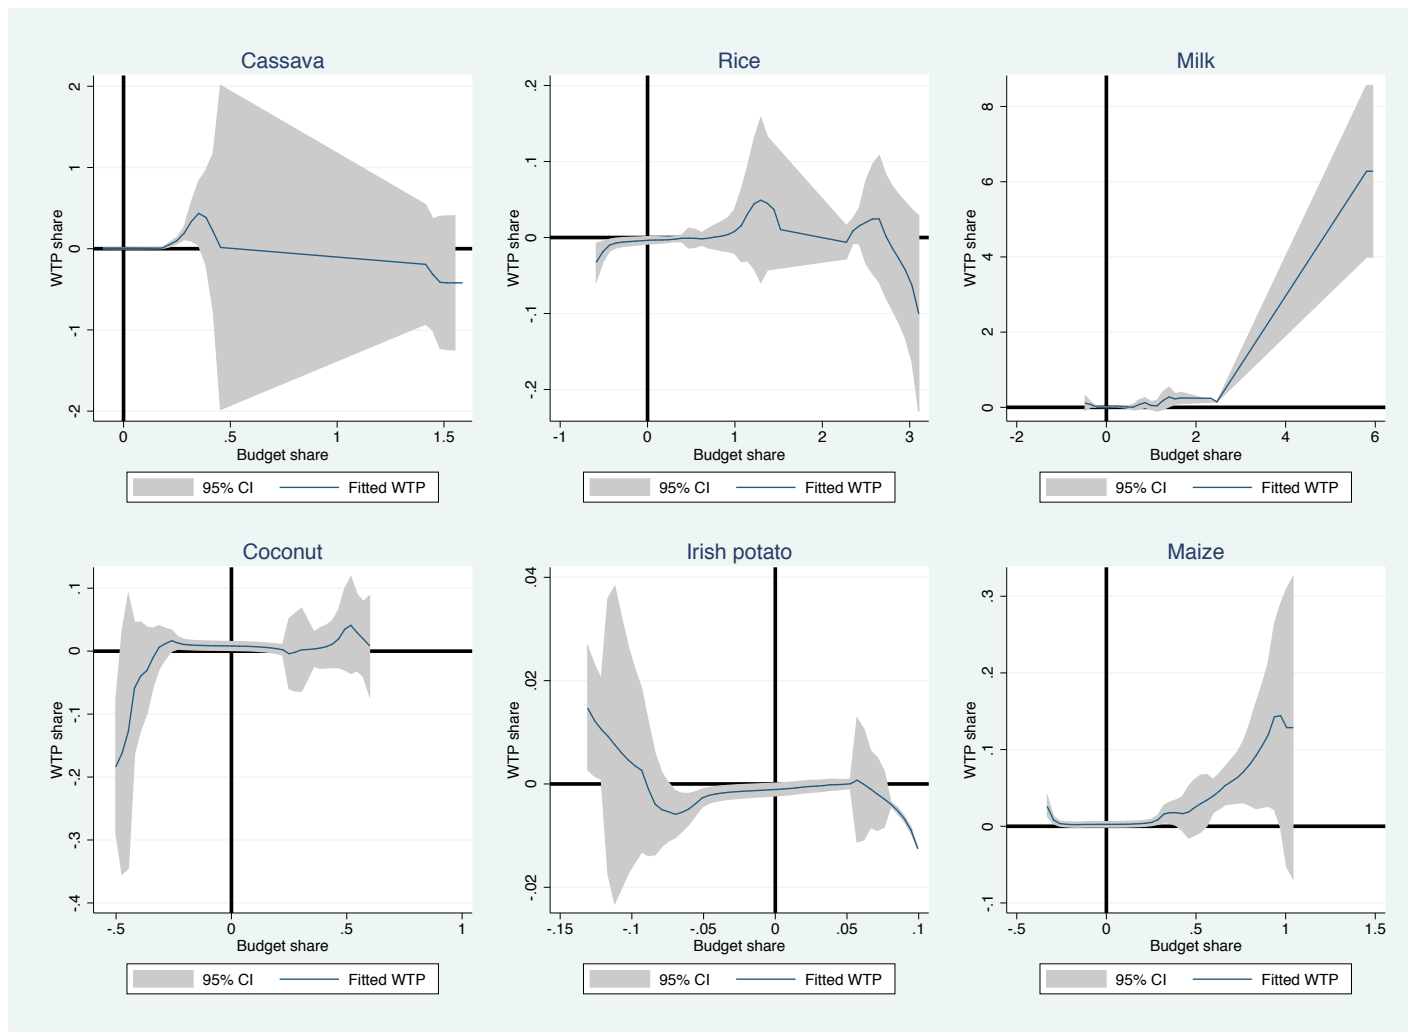 Cassava
WTP share
2
1
0
-1
-2
0 .5 1 1.5
Budget share
95% CI Fitted WTP
Rice
WTP share
.2
.1
0
-.1
-.2
-1 0 1 2 3
Budget share
95% CI Fitted WTP
Milk
WTP share
8
6
4
2
0
-2 0 2 4 6
Budget share
95% CI Fitted WTP
Coconut
WTP share
.1
0
-.1
-.2
-.3
-.4
-.5 0 .5 1
Budget share
95% CI Fitted WTP
Irish potato
WTP share
.04
.02
0
-.02
-.15 -.1 -.05 0 .05 .1
Budget share
95% CI Fitted WTP
Maize
WTP share
.3
.2
.1
0
-.1
-.5 0 .5 1 1.5
Budget share
95% CI Fitted WTP